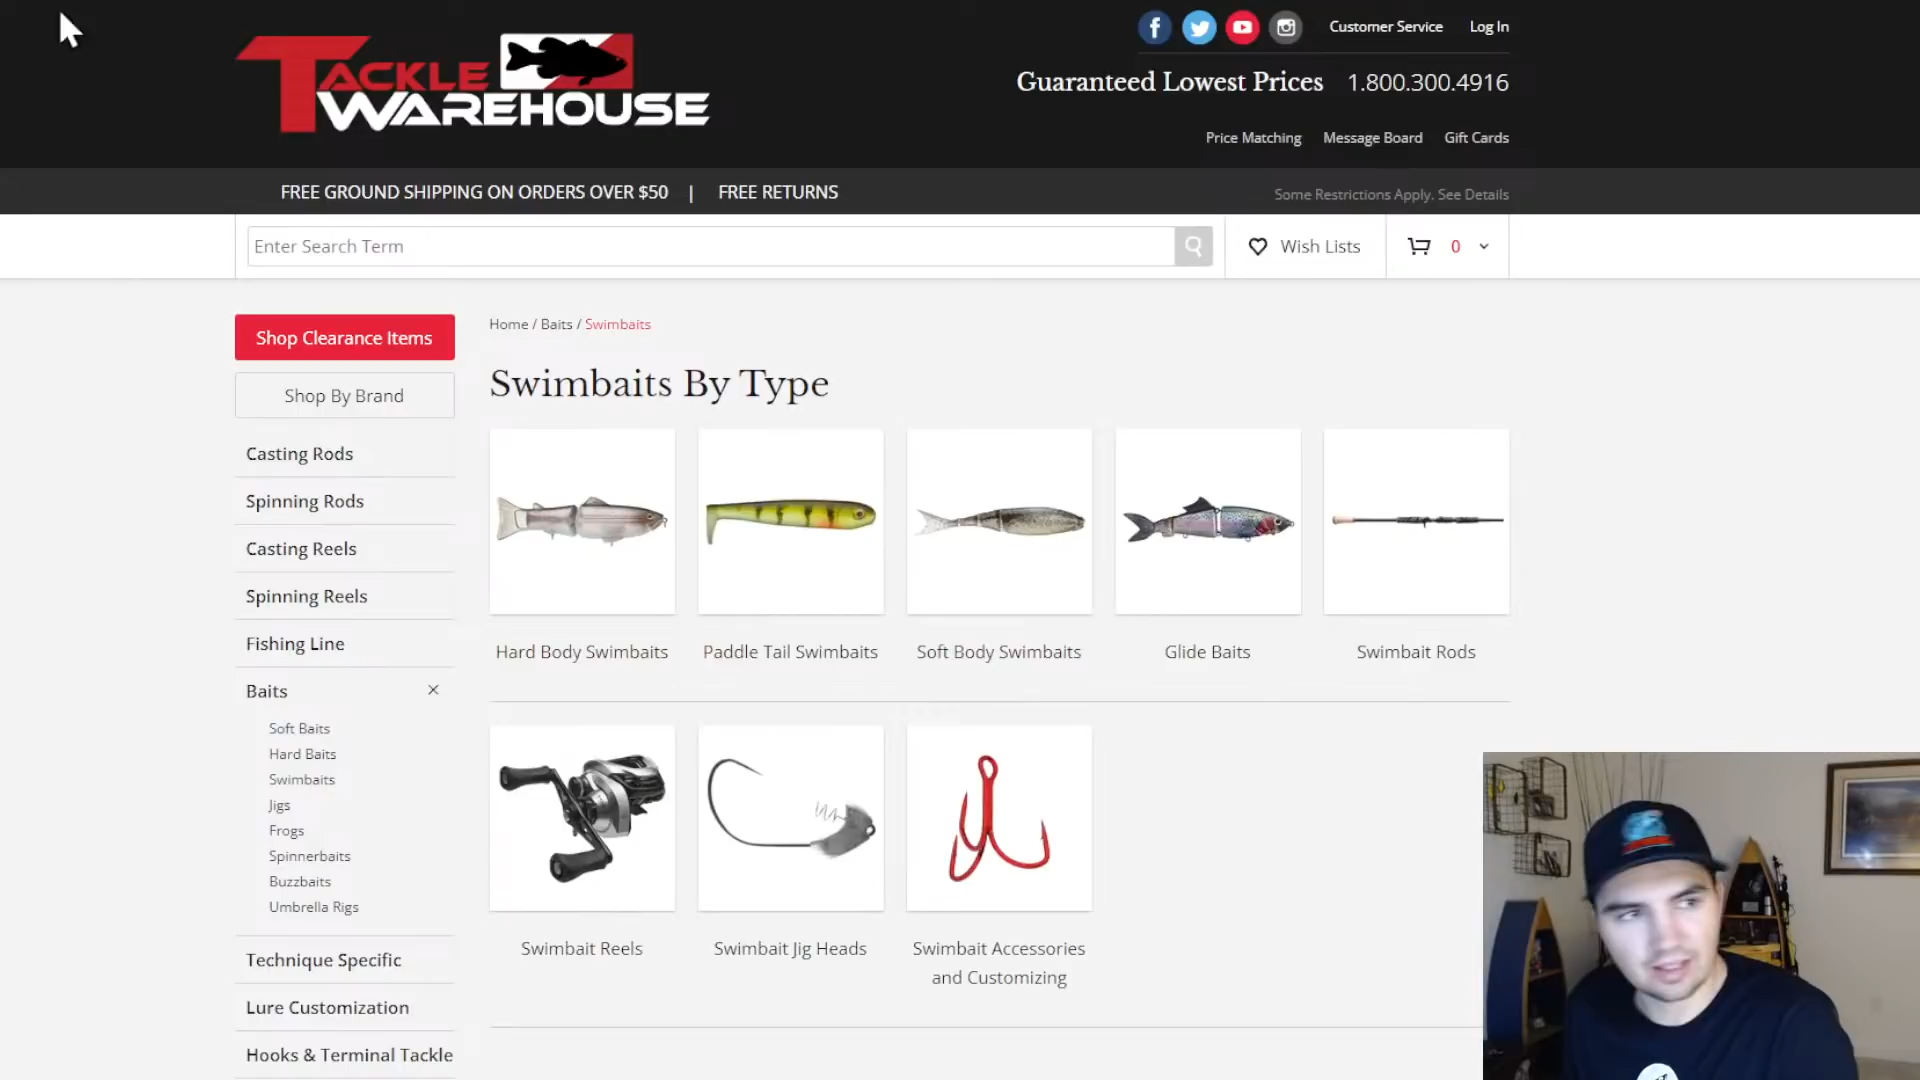 TACKLE
WAREHOUSE
Customer Service
Log In
Guaranteed Lowest Prices
1.800.300.4916
Price Matching
Message Board
Gift Cards
FREE GROUND SHIPPING ON ORDERS OVER $50 | FREE RETURNS
Some Restrictions Apply. See Details
Enter Search Term
Wish Lists
0
Shop Clearance Items
Shop By Brand
Casting Rods
Spinning Rods
Casting Reels
Spinning Reels
Fishing Line
Baits
Soft Baits
Hard Baits
Swimbaits
Jigs
Frogs
Spinnerbaits
Buzzbaits
Umbrella Rigs
Technique Specific
Lure Customization
Hooks & Terminal Tackle
Home / Baits / Swimbaits
Swimbaits By Type
Hard Body Swimbaits
Paddle Tail Swimbaits
Soft Body Swimbaits
Glide Baits
Swimbait Rods
Swimbait Reels
Swimbait Jig Heads
Swimbait Accessories
and Customizing